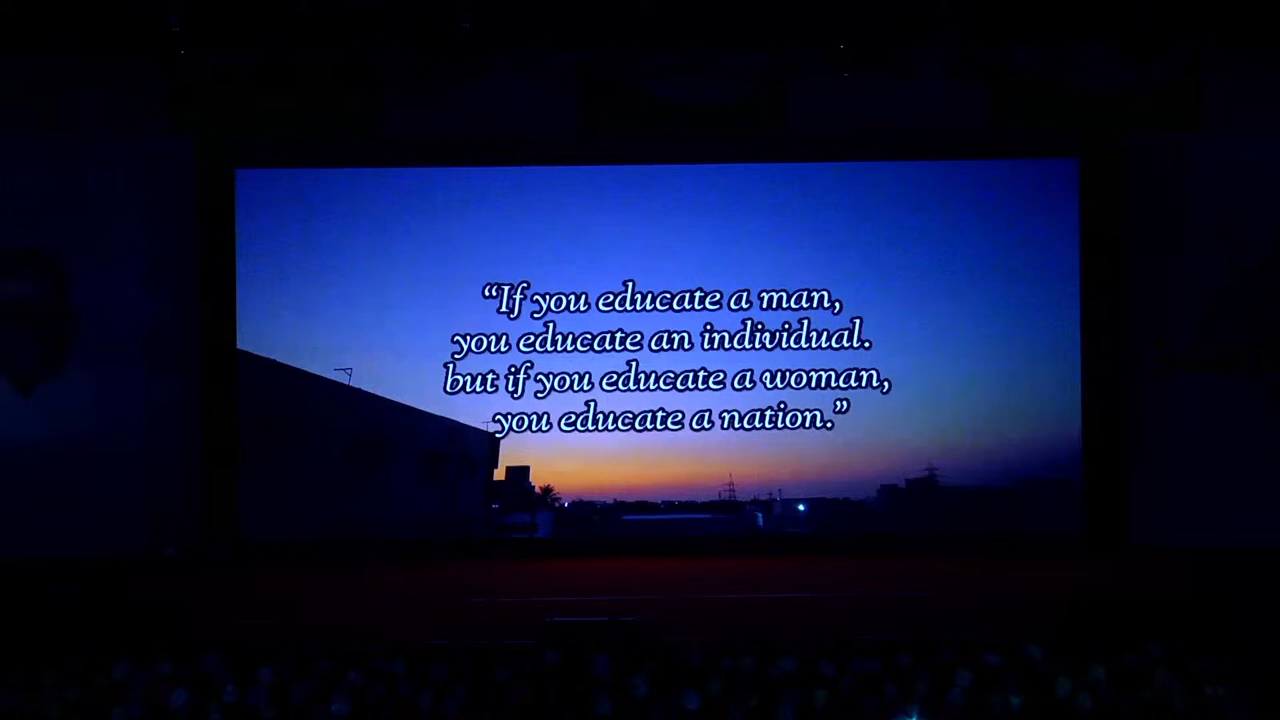 “If you educate a man,
you educate an individual.
but if you educate a woman,
you educate a nation.”